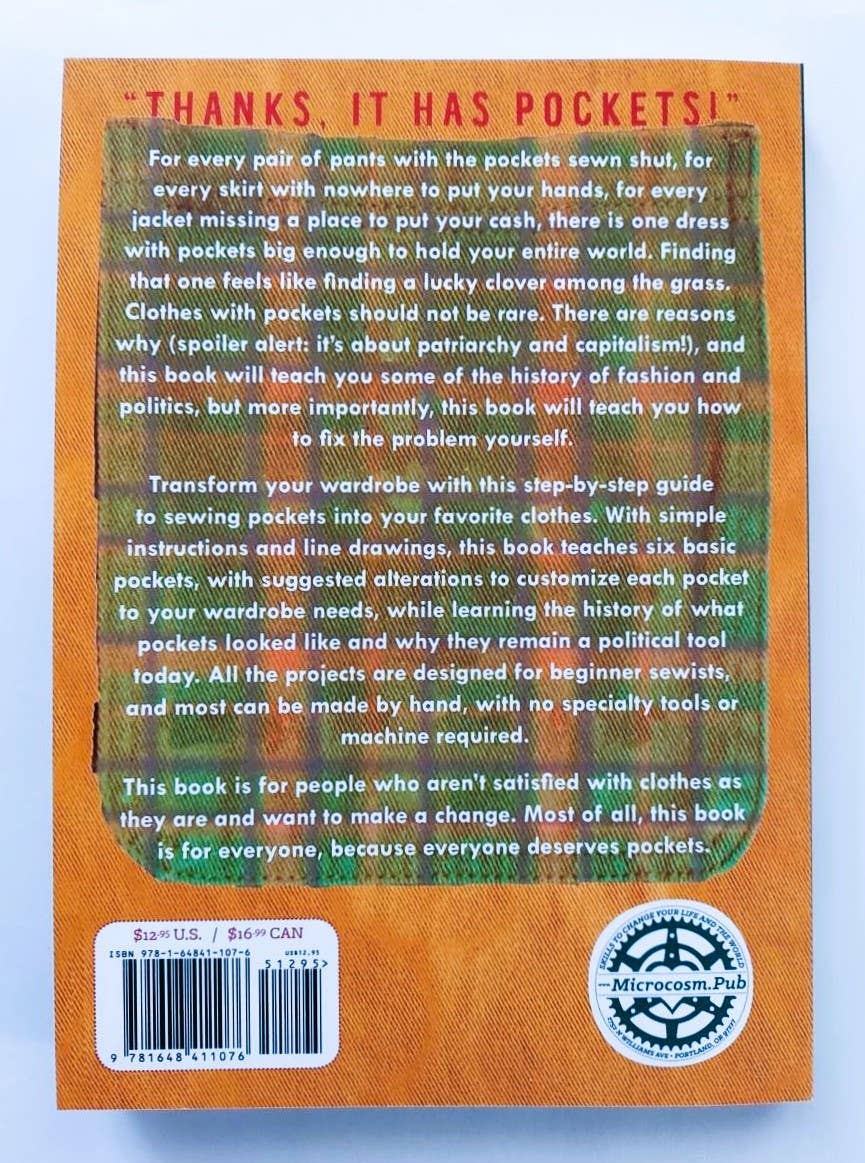 “THANKS, IT HAS POCKETS!”
For every pair of pants with the pockets sewn shut, for
every skirt with nowhere to put your hands, for every
jacket missing a place to put your cash, there is one dress
with pockets big enough to hold your entire world. Finding
that one feels like finding a lucky clover among the grass.
Clothes with pockets should not be rare. There are reasons
why (spoiler alert: it's about patriarchy and capitalism!), and
this book will teach you some of the history of fashion and
politics, but more importantly, this book will teach you how
to fix the problem yourself.
Transform your wardrobe with this step-by-step guide
to sewing pockets into your favorite clothes. With simple
instructions and line drawings, this book teaches six basic
pockets, with suggested alterations to customize each pocket
to your wardrobe needs, while learning the history of what
pockets looked like and why they remain a political tool
today. All the projects are designed for beginner sewists,
and most can be made by hand, with no specialty tools or
machine required.
This book is for people who aren't satisfied with clothes as
they are and want to make a change. Most of all, this book
is for everyone, because everyone deserves pockets.
$12.95 U.S. / $16.99 CAN
ISBN 978-1-64841-107-6
US$12.95
51295>
9 781648 411076
SKILLS TO CHANGE YOUR LIFE AND THE WORLD
www.Microcosm.Pub
2752 N WILLIAMS AVE • PORTLAND, OR 97227